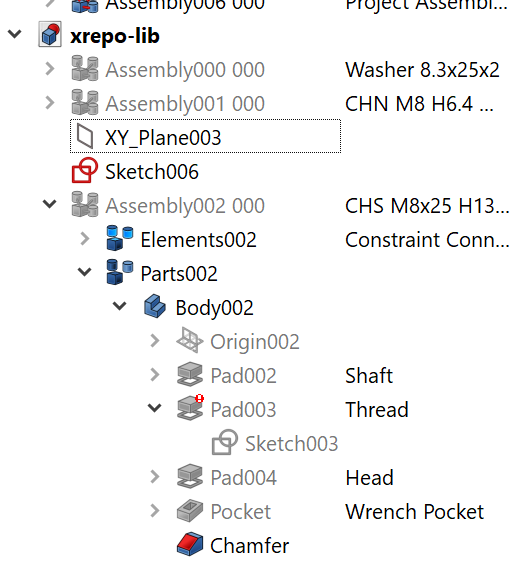 Assembly006 000 Project Assembl...
xrepo-lib
Assembly000 000 Washer 8.3x25x2
Assembly001 000 CHN M8 H6.4 ...
XY_Plane003
Sketch006
Assembly002 000 CHS M8x25 H13...
Elements002 Constraint Conn...
Parts002
Body002
Origin002
Pad002 Shaft
Pad003 Thread
Sketch003
Pad004 Head
Pocket Wrench Pocket
Chamfer